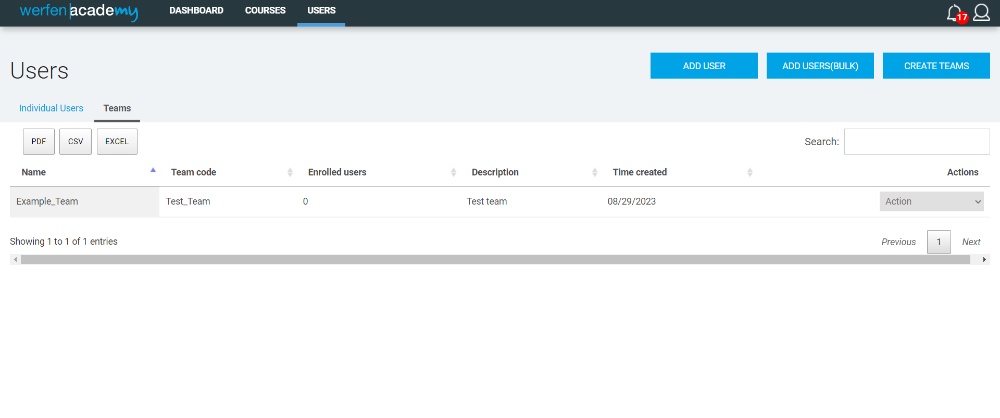 werfen academy DASHBOARD COURSES USERS 17
Users ADD USER ADD USERS(BULK) CREATE TEAMS
Individual Users Teams
PDF CSV EXCEL Search:
Name Team code Enrolled users Description Time created Actions
Example_Team Test_Team 0 Test team 08/29/2023 Action
Showing 1 to 1 of 1 entries Previous 1 Next